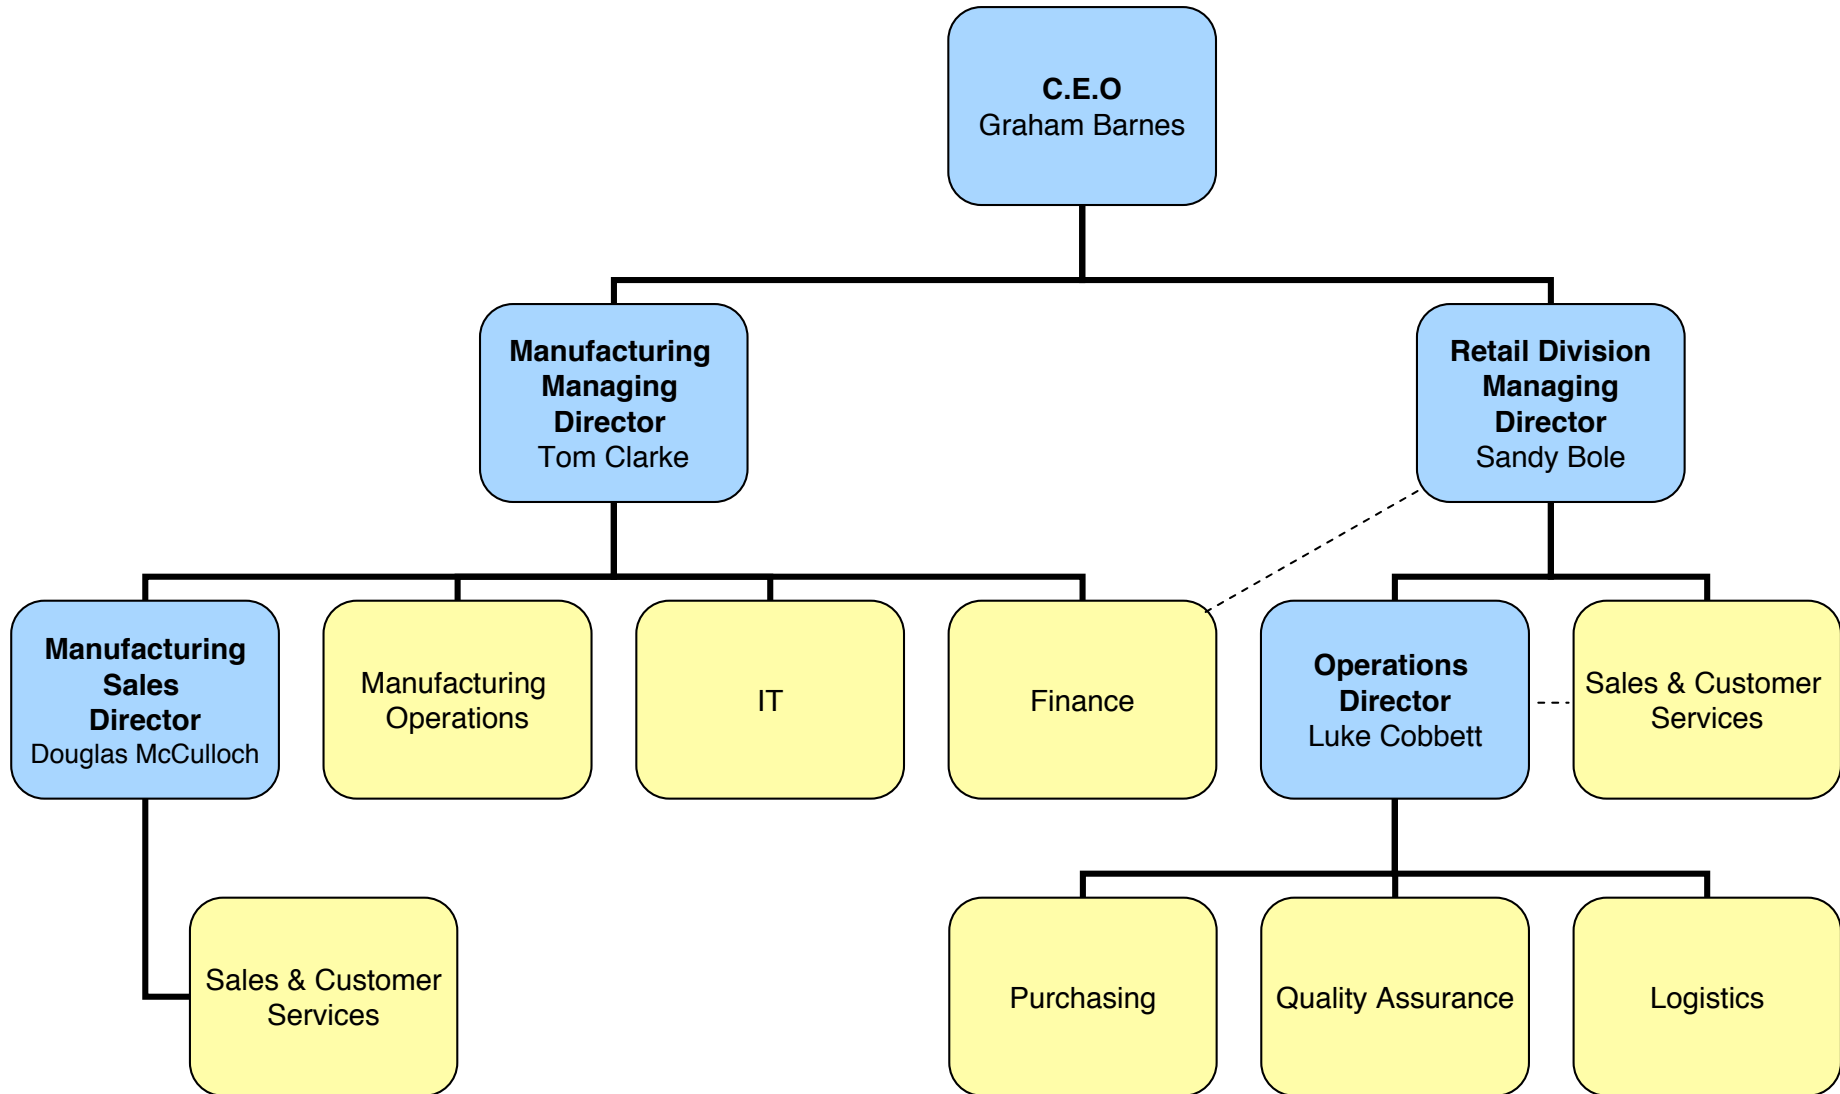 C.E.O
Graham Barnes
Manufacturing
Managing
Director
Tom Clarke
Retail Division
Managing
Director
Sandy Bole
Manufacturing
Sales
Director
Douglas McCulloch
Manufacturing
Operations
IT
Finance
Operations
Director
Luke Cobbett
Sales & Customer
Services
Sales & Customer
Services
Purchasing
Quality Assurance
Logistics